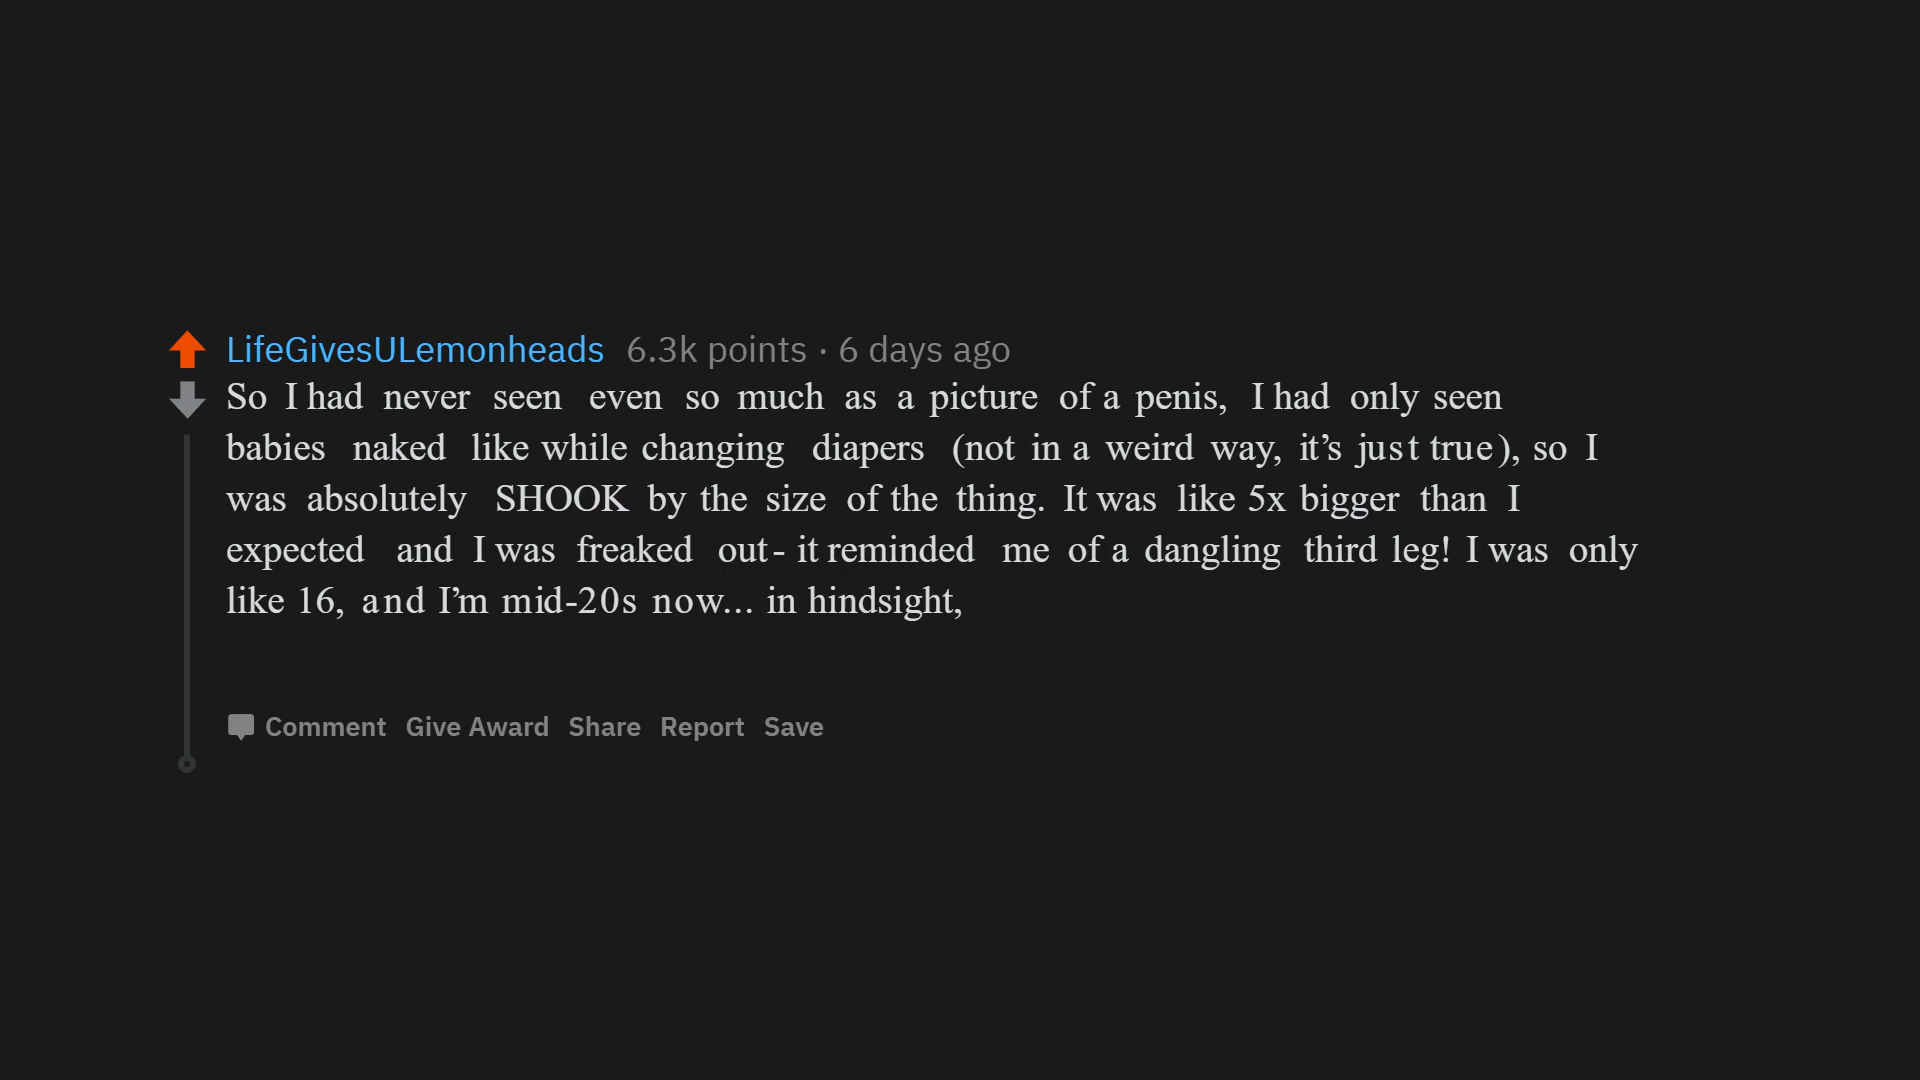 LifeGivesULemonheads 6.3k points · 6 days ago
So I had never seen even so much as a picture of a penis, I had only seen
babies naked like while changing diapers (not in a weird way, it’s just true), so I
was absolutely SHOOK by the size of the thing. It was like 5x bigger than I
expected and I was freaked out- it reminded me of a dangling third leg! I was only
like 16, and I’m mid-20s now... in hindsight,
Comment Give Award Share Report Save